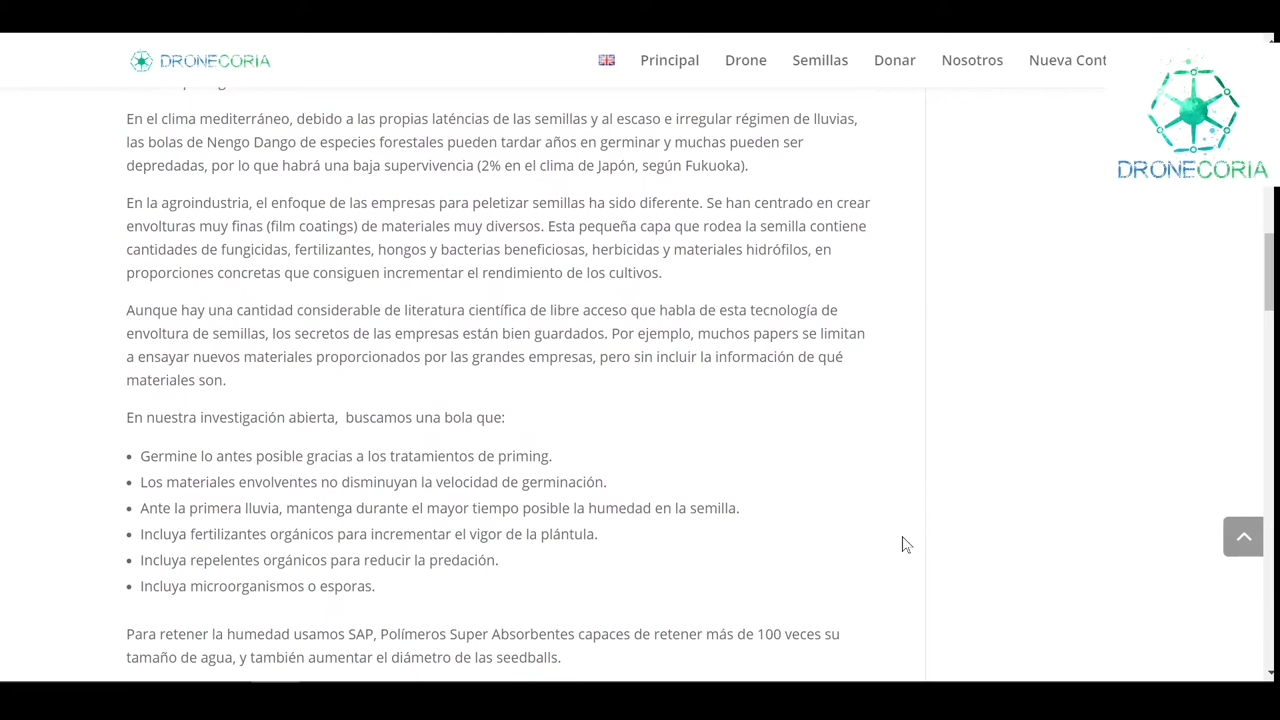 DRONECORIA
Principal Drone Semillas Donar Nosotros Nueva Cont
DRONECORIA
En el clima mediterráneo, debido a las propias laténcias de las semillas y al escaso e irregular régimen de lluvias,
las bolas de Nengo Dango de especies forestales pueden tardar años en germinar y muchas pueden ser
depredadas, por lo que habrá una baja supervivencia (2% en el clima de Japón, según Fukuoka).
En la agroindustria, el enfoque de las empresas para peletizar semillas ha sido diferente. Se han centrado en crear
envolturas muy finas (film coatings) de materiales muy diversos. Esta pequeña capa que rodea la semilla contiene
cantidades de fungicidas, fertilizantes, hongos y bacterias beneficiosas, herbicidas y materiales hidrófilos, en
proporciones concretas que consiguen incrementar el rendimiento de los cultivos.
Aunque hay una cantidad considerable de literatura científica de libre acceso que habla de esta tecnología de
envoltura de semillas, los secretos de las empresas están bien guardados. Por ejemplo, muchos papers se limitan
a ensayar nuevos materiales proporcionados por las grandes empresas, pero sin incluir la información de qué
materiales son.
En nuestra investigación abierta, buscamos una bola que:
• Germine lo antes posible gracias a los tratamientos de priming.
• Los materiales envolventes no disminuyan la velocidad de germinación.
• Ante la primera lluvia, mantenga durante el mayor tiempo posible la humedad en la semilla.
• Incluya fertilizantes orgánicos para incrementar el vigor de la plántula.
• Incluya repelentes orgánicos para reducir la predación.
• Incluya microorganismos o esporas.
Para retener la humedad usamos SAP, Polímeros Super Absorbentes capaces de retener más de 100 veces su
tamaño de agua, y también aumentar el diámetro de las seedballs.